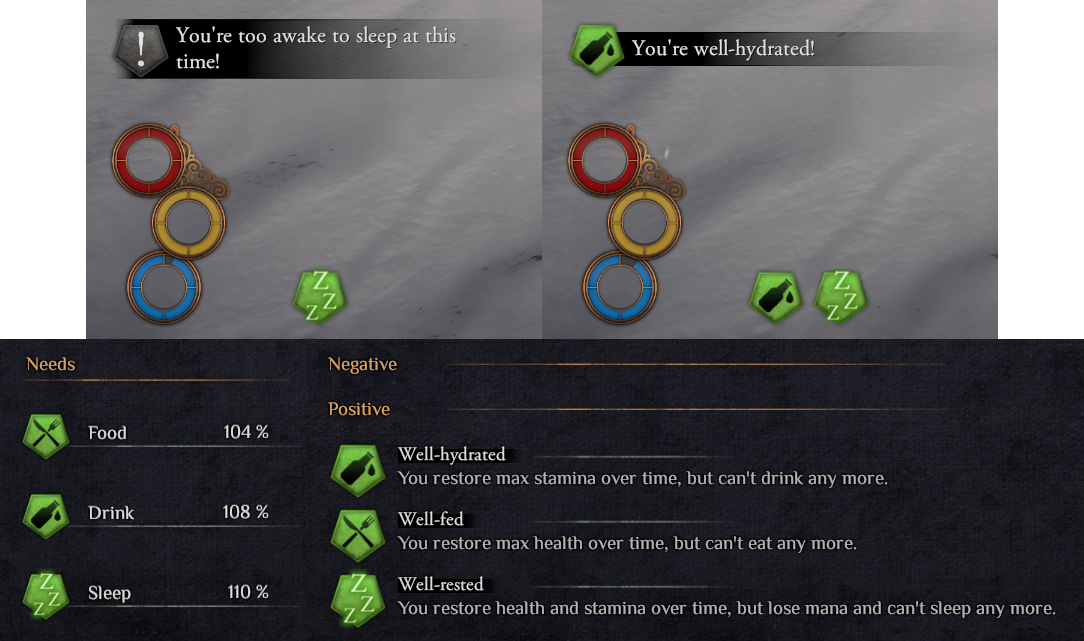 You're too awake to sleep at this
time!
You're well-hydrated!
Z
Z
Z
Z
Z
Z
Needs
Food 104 %
Drink 108 %
Z
Z
Z
Sleep 110 %
Negative
Positive
Well-hydrated
You restore max stamina over time, but can't drink any more.
Well-fed
You restore max health over time, but can't eat any more.
Z
Z
Z
Well-rested
You restore health and stamina over time, but lose mana and can't sleep any more.